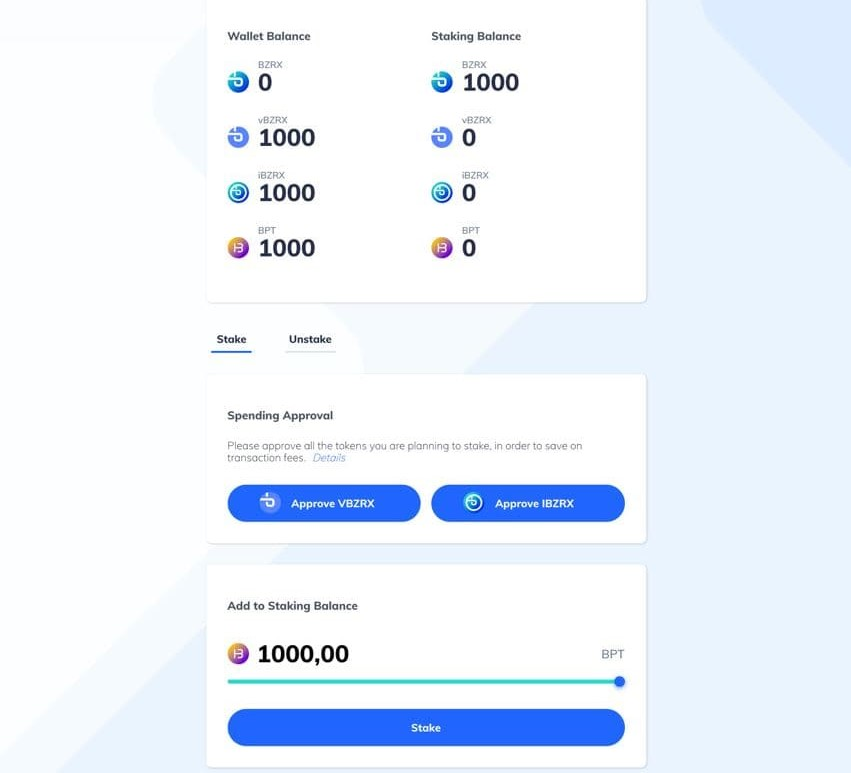 Wallet Balance
Staking Balance
BZRX
0
BZRX
1000
vBZRX
1000
vBZRX
0
iBZRX
1000
iBZRX
0
BPT
1000
BPT
0
Stake
Unstake
Spending Approval
Please approve all the tokens you are planning to stake, in order to save on
transaction fees. Details
Approve VBZRX
Approve IBZRX
Add to Staking Balance
1000,00
BPT
Stake